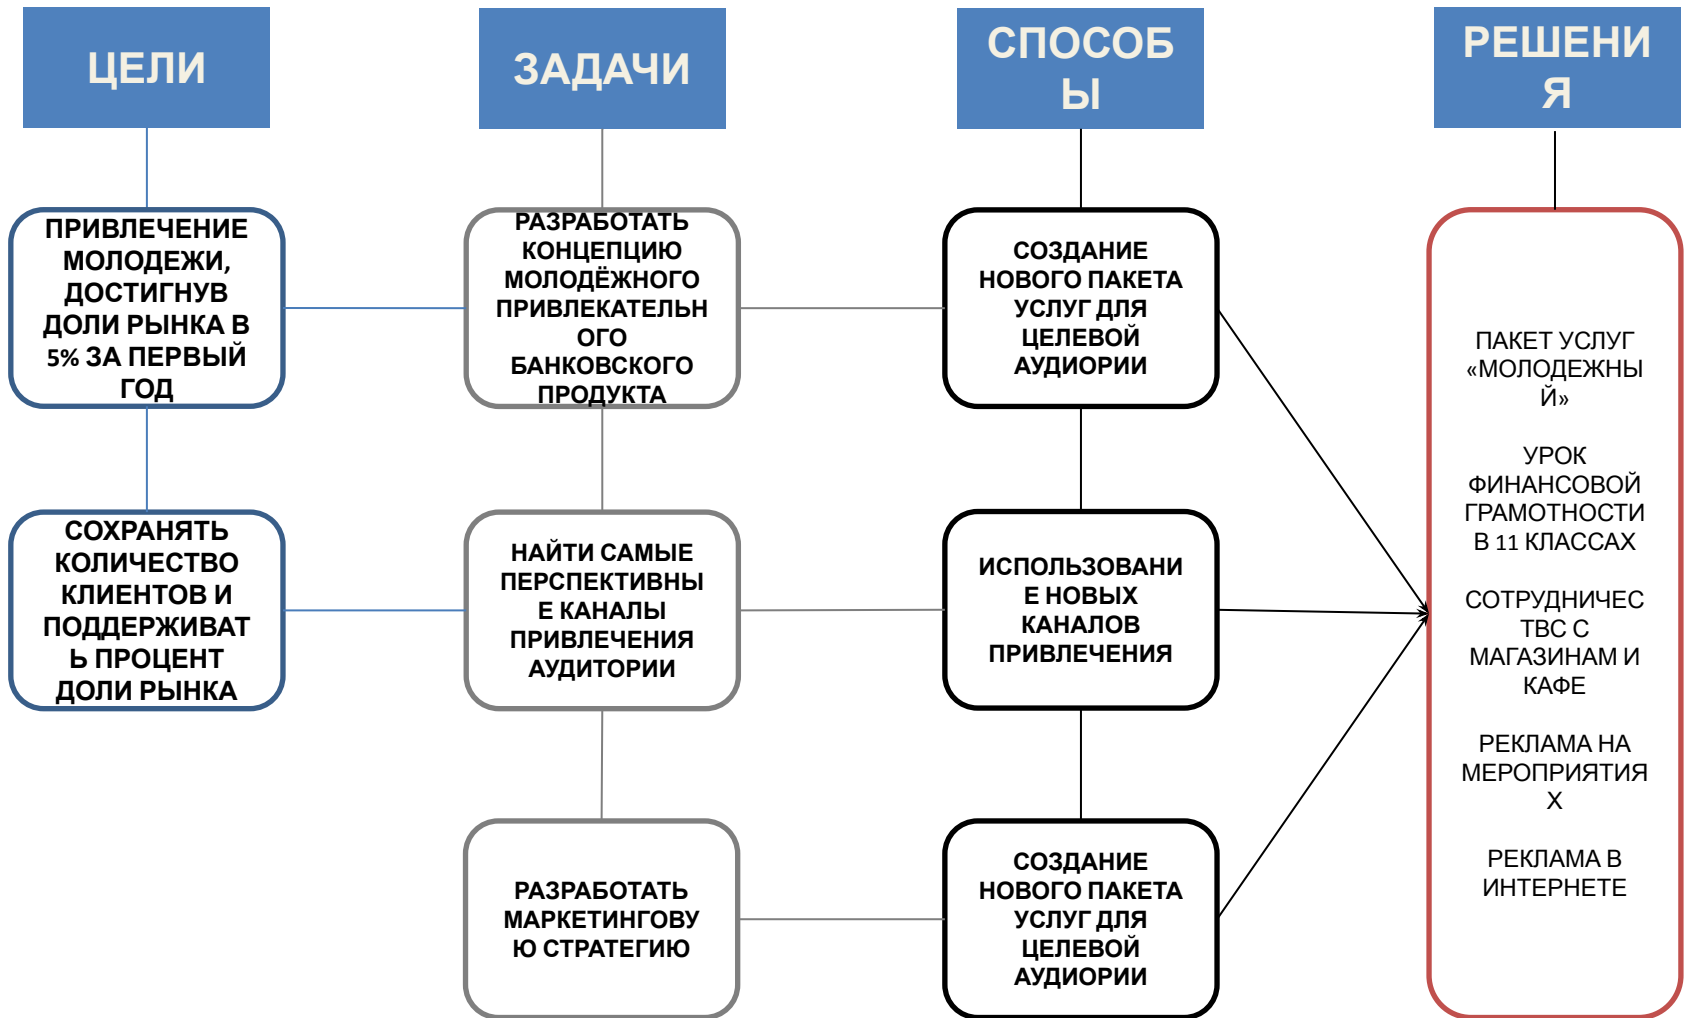 ЦЕЛИ
ЗАДАЧИ
СПОСОБ
Ы
РЕШЕНИ
Я
ПРИВЛЕЧЕНИЕ
МОЛОДЕЖИ,
ДОСТИГНУВ
ДОЛИ РЫНКА В
5% ЗА ПЕРВЫЙ
ГОД
РАЗРАБОТАТЬ
КОНЦЕПЦИЮ
МОЛОДЁЖНОГО
ПРИВЛЕКАТЕЛЬН
ОГО
БАНКОВСКОГО
ПРОДУКТА
СОЗДАНИЕ
НОВОГО ПАКЕТА
УСЛУГ ДЛЯ
ЦЕЛЕВОЙ
АУДИОРИИ
СОХРАНЯТЬ
КОЛИЧЕСТВО
КЛИЕНТОВ И
ПОДДЕРЖИВАТ
Ь ПРОЦЕНТ
ДОЛИ РЫНКА
НАЙТИ САМЫЕ
ПЕРСПЕКТИВНЫ
Е КАНАЛЫ
ПРИВЛЕЧЕНИЯ
АУДИТОРИИ
ИСПОЛЬЗОВАНИ
Е НОВЫХ
КАНАЛОВ
ПРИВЛЕЧЕНИЯ
РАЗРАБОТАТЬ
МАРКЕТИНГОВУ
Ю СТРАТЕГИЮ
СОЗДАНИЕ
НОВОГО ПАКЕТА
УСЛУГ ДЛЯ
ЦЕЛЕВОЙ
АУДИОРИИ
ПАКЕТ УСЛУГ
«МОЛОДЕЖНЫ
Й»
УРОК
ФИНАНСОВОЙ
ГРАМОТНОСТИ
В 11 КЛАССАХ
СОТРУДНИЧЕС
ТВС С
МАГАЗИНАМ И
КАФЕ
РЕКЛАМА НА
МЕРОПРИЯТИЯ
Х
РЕКЛАМА В
ИНТЕРНЕТЕ